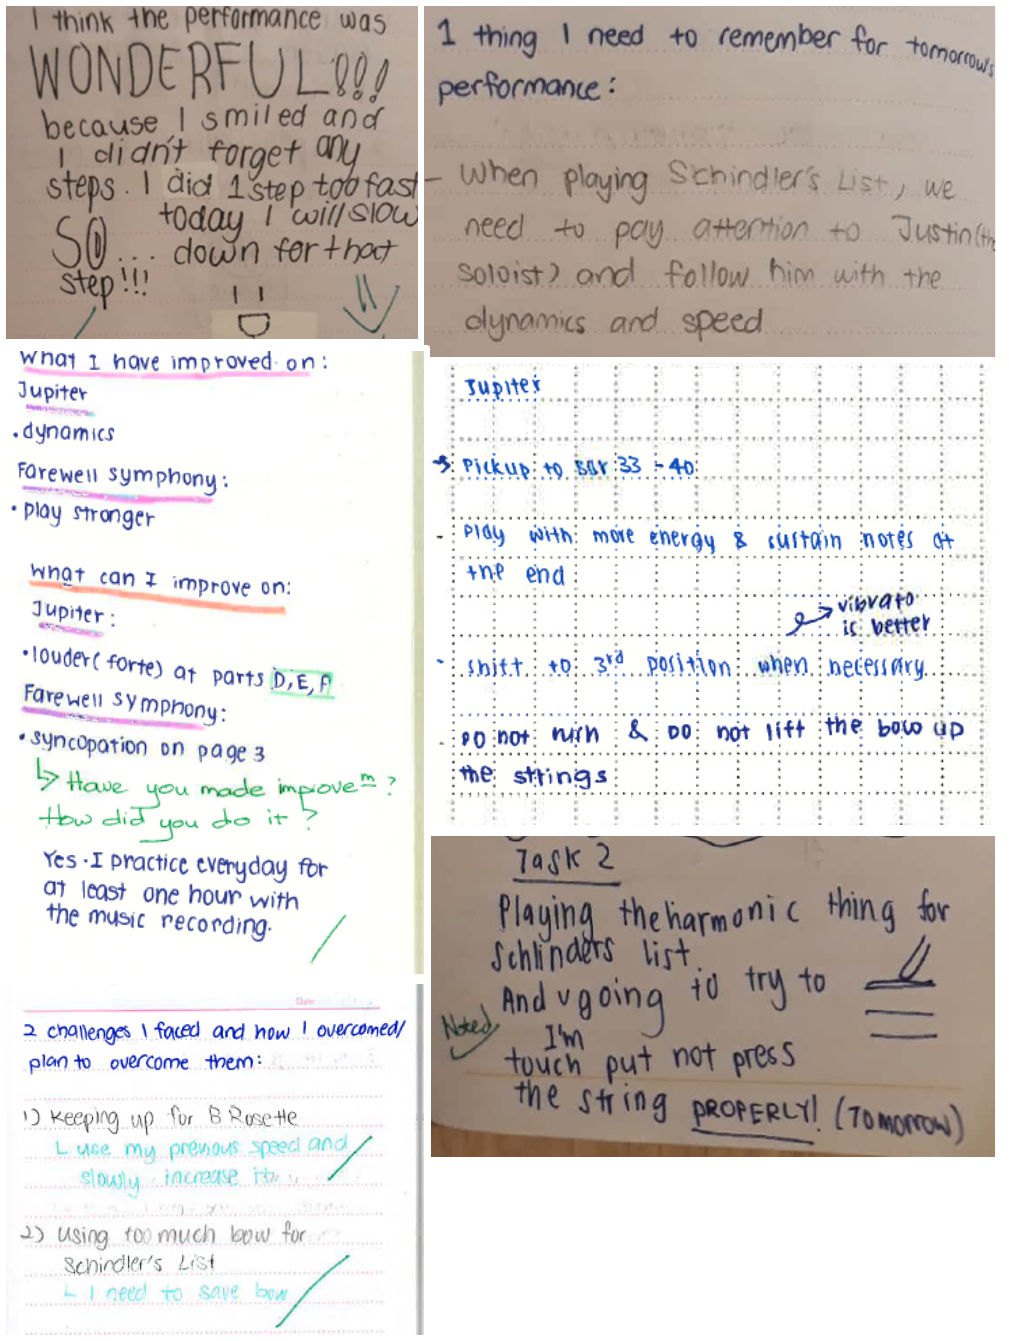 I think the performance was
WONDERFUL!!!
because I smiled and
I didn't forget any
steps. I did 1 step too fast
today I will slow
SO... down for that
step!!!
1 thing I need to remember for tomorrow's
performance:
- When playing Schindler's List, we
need to pay attention to Justin (the
soloist) and follow him with the
dynamics and speed
What I have improved on:
Jupiter
• dynamics
Farewell symphony:
• play stronger
What can I improve on:
Jupiter:
• louder (forte) at parts D, E, F
Farewell symphony:
• syncopation on page 3
↳ Have you made improvem?
How did you do it?
Yes. I practice everyday for
at least one hour with
the music recording.
Jupiter
→ Pickup to bar 33 - 40
- Play with more energy & sustain notes at
the end
vibrato
is better
- shift to 3rd position when necessary
- DO not rush & DO not lift the bow up
the strings
Task 2
Playing the harmonic thing for
Schlinders list.
And going to try to
I'm
Noted
touch put not press
the string PROPERLY! (Tomorrow)
Date
2 challenges I faced and how I overcomed/
plan to overcome them:
1) Keeping up for B Rosette
L use my previous speed and
slowly increase it.
2) Using too much bow for
Schindler's List
L I need to save bow